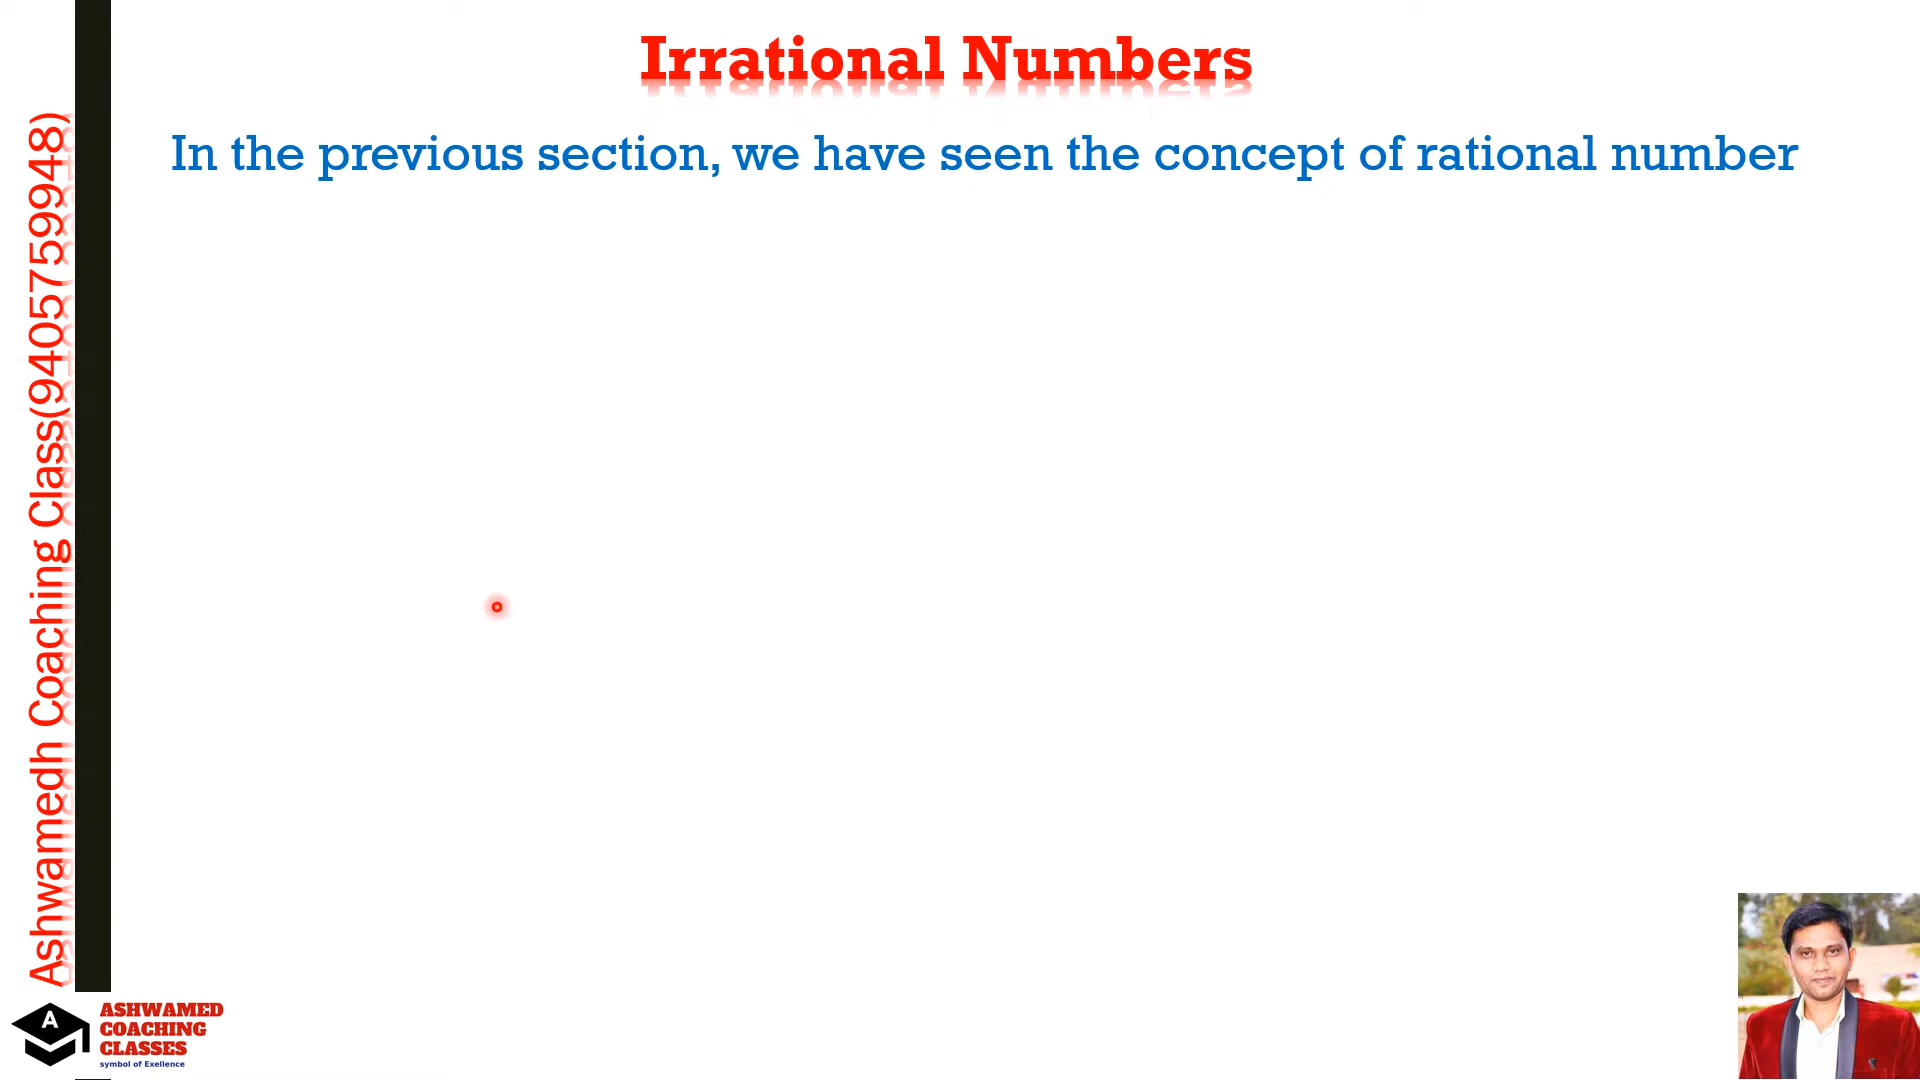 Irrational Numbers
In the previous section, we have seen the concept of rational number
Ashwamedh Coaching Class(9405759948)
A
ASHWAMED
COACHING
CLASSES
symbol of Exellence